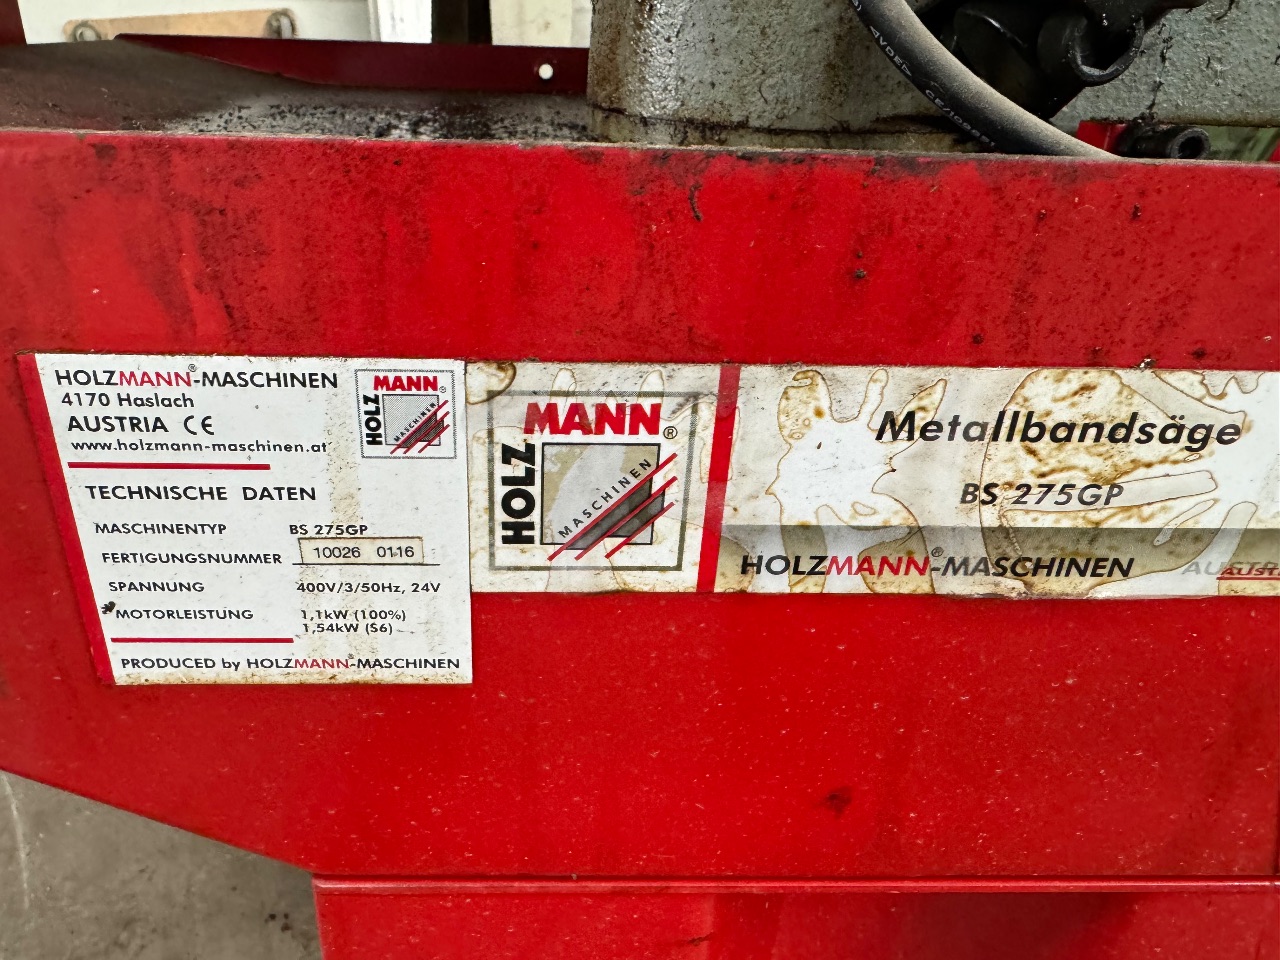 HOLZMANN®-MASCHINEN
4170 Haslach
AUSTRIA CE
www.holzmann-maschinen.at
HOLZ
MANN®
MASCHINEN
TECHNISCHE DATEN
MASCHINENTYP BS 275GP
FERTIGUNGSNUMMER 10026 0116
SPANNUNG 400V/3/50Hz, 24V
MOTORLEISTUNG 1,1kW (100%)
1,54kW (S6)
PRODUCED by HOLZMANN®-MASCHINEN
HOLZ
MANN®
MASCHINEN
Metallbandsäge
BS 275GP
HOLZMANN®-MASCHINEN